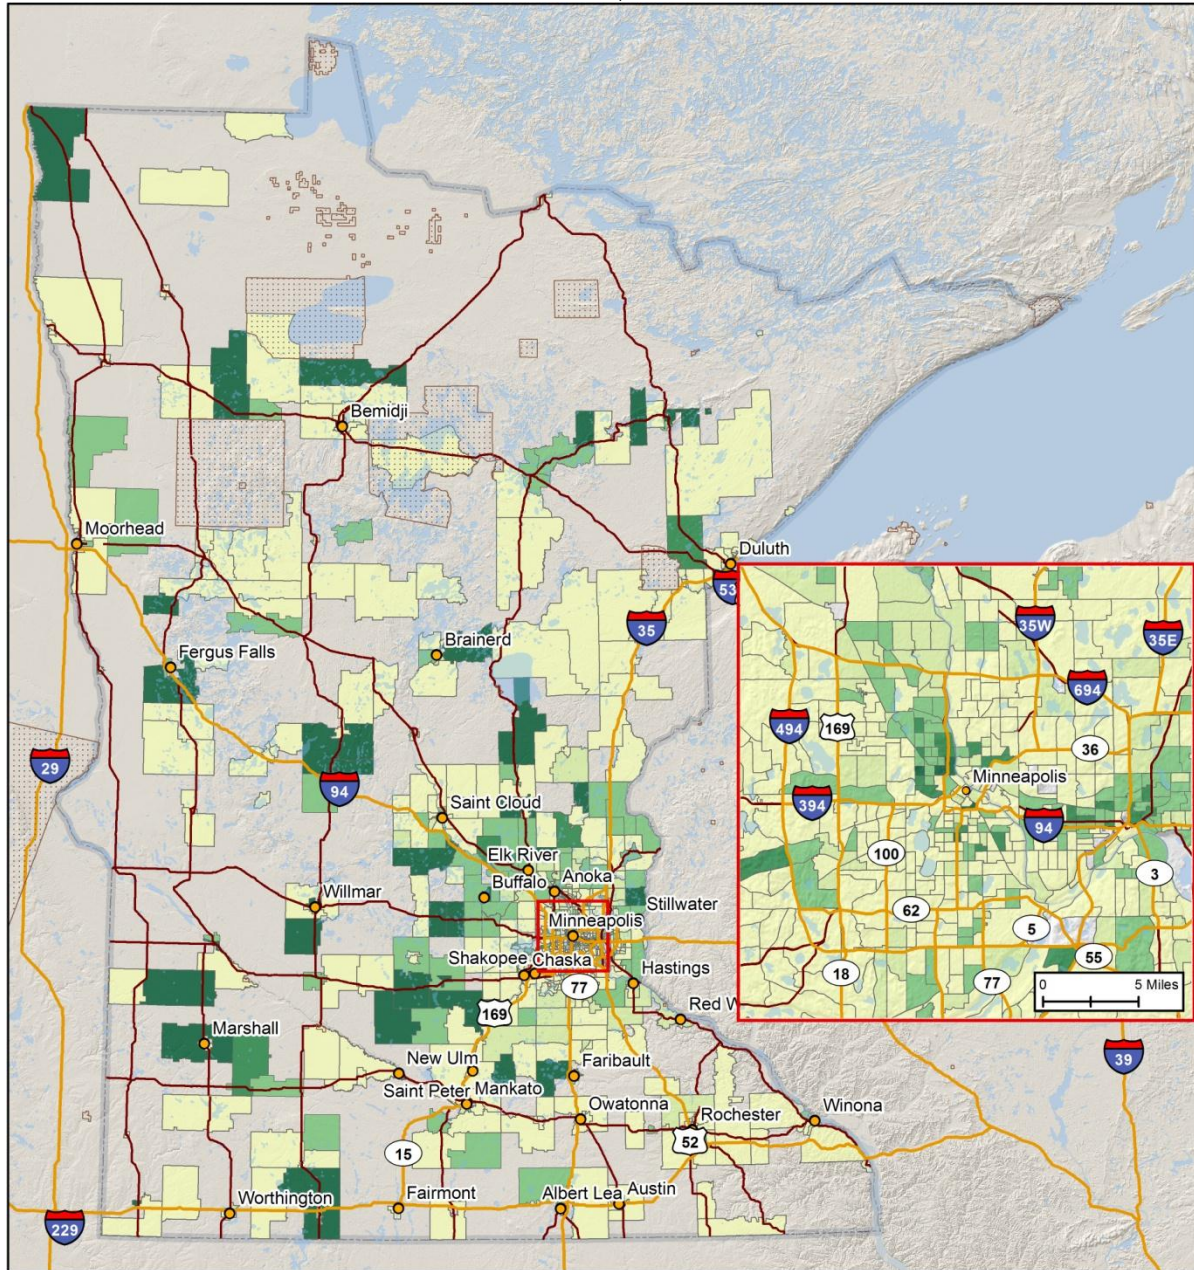 Bemidji
Moorhead
Duluth
53
35
Brainerd
Fergus Falls
29
94
Saint Cloud
Elk River
Buffalo
Anoka
Willmar
Stillwater
Minneapolis
Shakopee
Chaska
Hastings
77
169
Red W
Marshall
New Ulm
Faribault
Saint Peter
Mankato
Owatonna
Rochester
Winona
52
15
Worthington
Fairmont
Albert Lea
Austin
229
39
35W
35E
694
494
169
36
Minneapolis
394
94
100
3
62
5
55
18
77
0 5 Miles